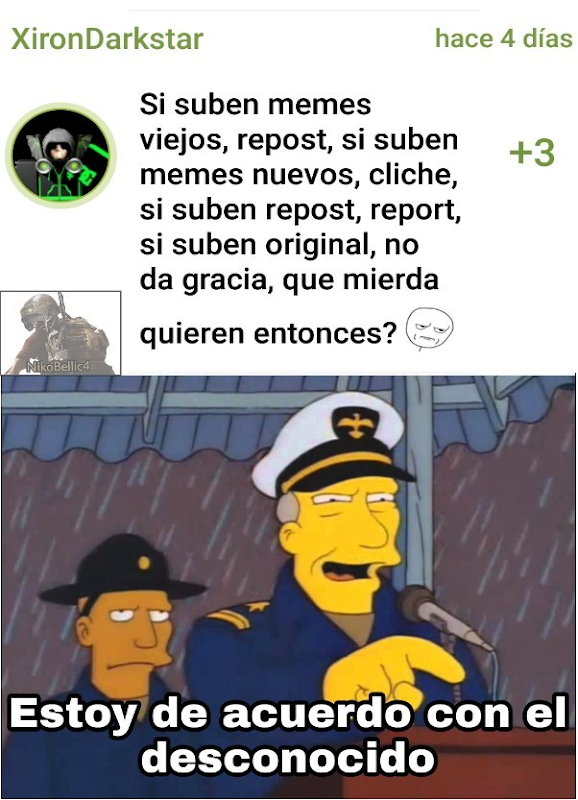 XironDarkstar
hace 4 días
Si suben memes
viejos, repost, si suben
memes nuevos, cliche,
si suben repost, report,
si suben original, no
da gracia, que mierda
quieren entonces?
+3
NikoBellic4
Estoy de acuerdo con el
desconocido